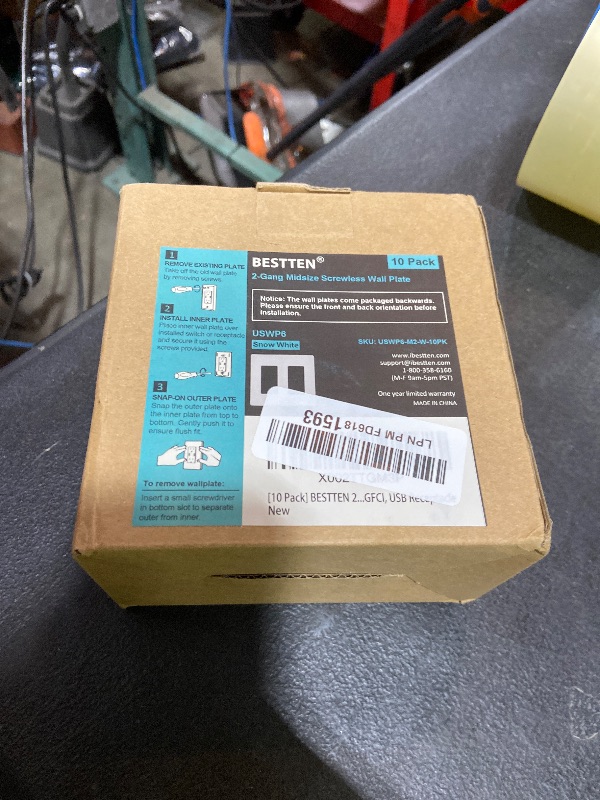 1
REMOVE EXISTING PLATE
Take off the old wall plate
by removing screws.
2
INSTALL INNER PLATE
Place inner wall plate over
installed switch or receptacle
and secure it using the
screws provided.
3
SNAP-ON OUTER PLATE
Snap the outer plate onto
the inner plate from top to
bottom. Gently push it to
ensure flush fit.
To remove wallplate:
Insert a small screwdriver
in bottom slot to separate
outer from inner.
BESTTEN®
10 Pack
2-Gang Midsize Screwless Wall Plate
Notice: The wall plates come packaged backwards.
Please ensure the front and back orientation before
installation.
USWP6
Snow White
SKU: USWP6-M2-W-10PK
www.ibestten.com
support@ibestten.com
1-800-358-6160
(M-F 9am-5pm PST)
One year limited warranty
MADE IN CHINA
LPN PM FD6181593
[10 Pack] BESTTEN 2...GFCI, USB
New